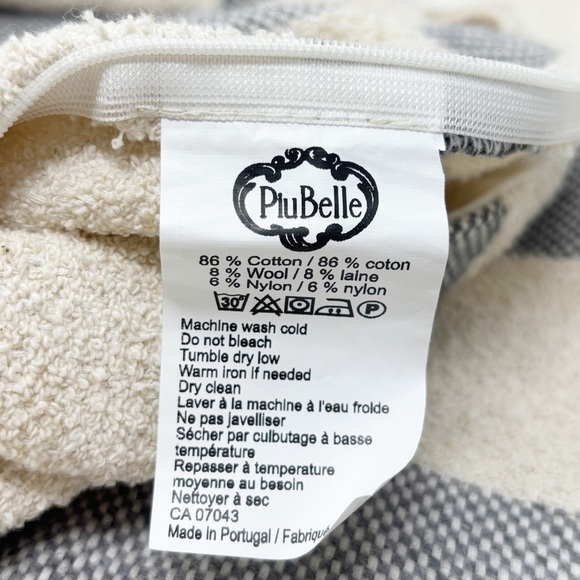 PiuBelle
86 % Cotton / 86 % coton
8 % Wool / 8 % laine
6 % Nylon / 6 % nylon
30° P
Machine wash cold
Do not bleach
Tumble dry low
Warm iron if needed
Dry clean
Laver à la machine à l'eau froide
Ne pas javelliser
Sécher par culbutage à basse
température
Repasser à température
moyenne au besoin
Nettoyer à sec
CA 07043
Made in Portugal / Fabriqué